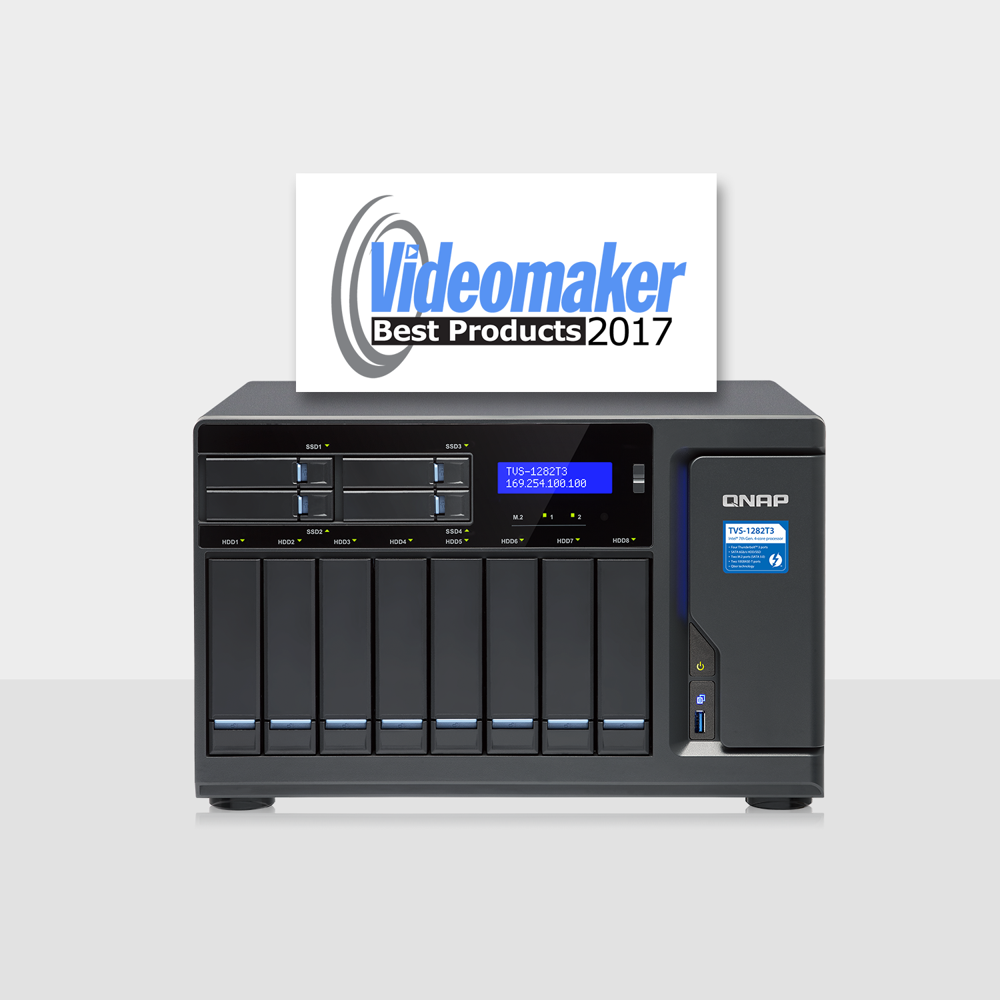 Videomaker
Best Products 2017
SSD1 SSD3
TVS-1282T3
169.254.100.100
M.2 1 2
SSD2 SSD4
HDD1 HDD2 HDD3 HDD4 HDD5 HDD6 HDD7 HDD8
QNAP
TVS-1282T3
Intel® 7th Gen. 4-core processor
• Four Thunderbolt™ 3 ports
• SATA 6Gb/s HDD/SSD
• Two M.2 ports (SATA 3.0)
• Two 10GBASE-T ports
• Qtier technology